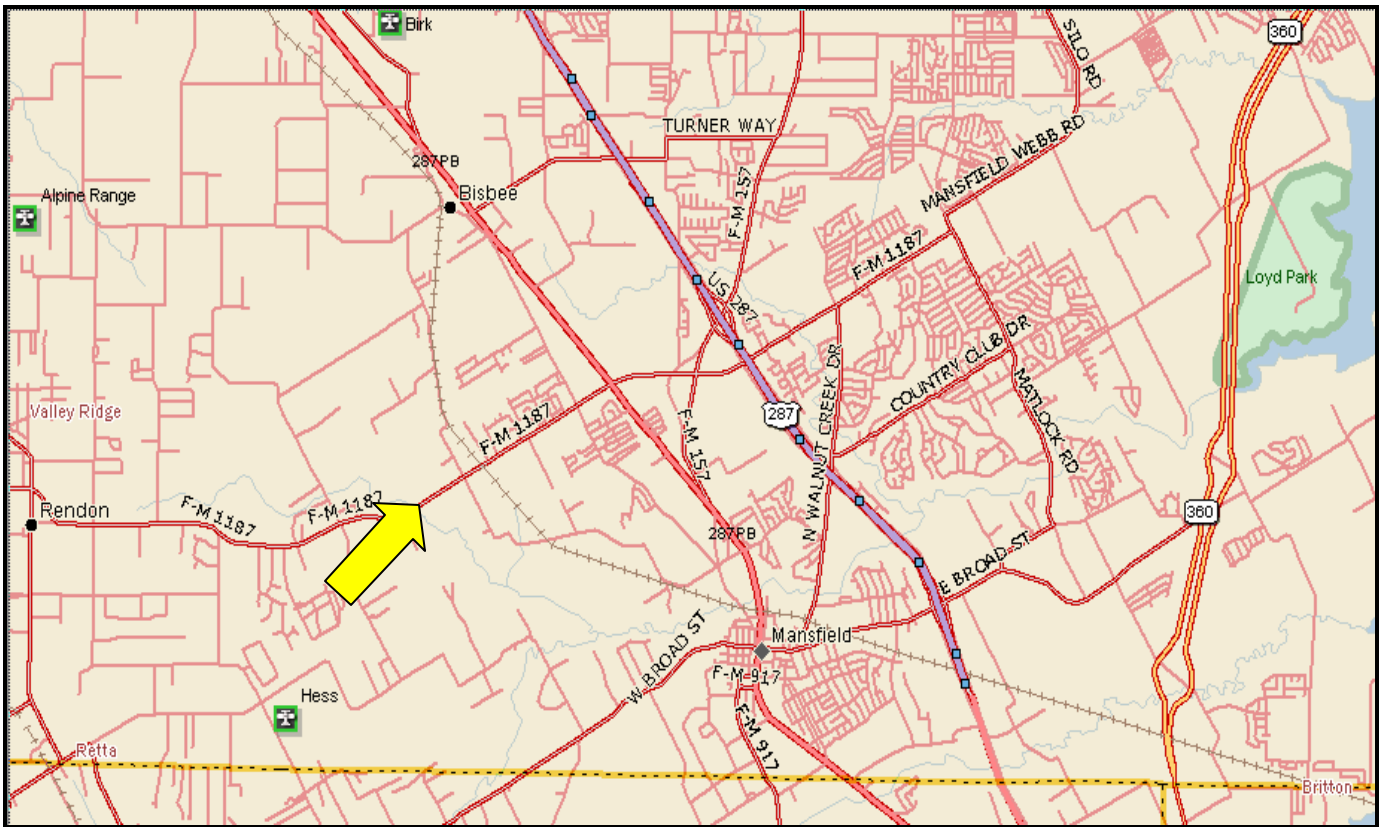 Birk
360
SILO RD
TURNER WAY
MANSFIELD WEBB RD
287PB
Alpine Range
Bisbee
F-M 157
F-M 1187
US 287
Loyd Park
N WALNUT CREEK DR
COUNTRY CLUB DR
MATLOCK RD
Valley Ridge
F-M 1187
287
F-M 157
Rendon
F-M 1187
F-M 1187
360
287PB
E BROAD ST
W BROAD ST
Mansfield
F-M 917
Hess
F-M 917
Retta
Britton